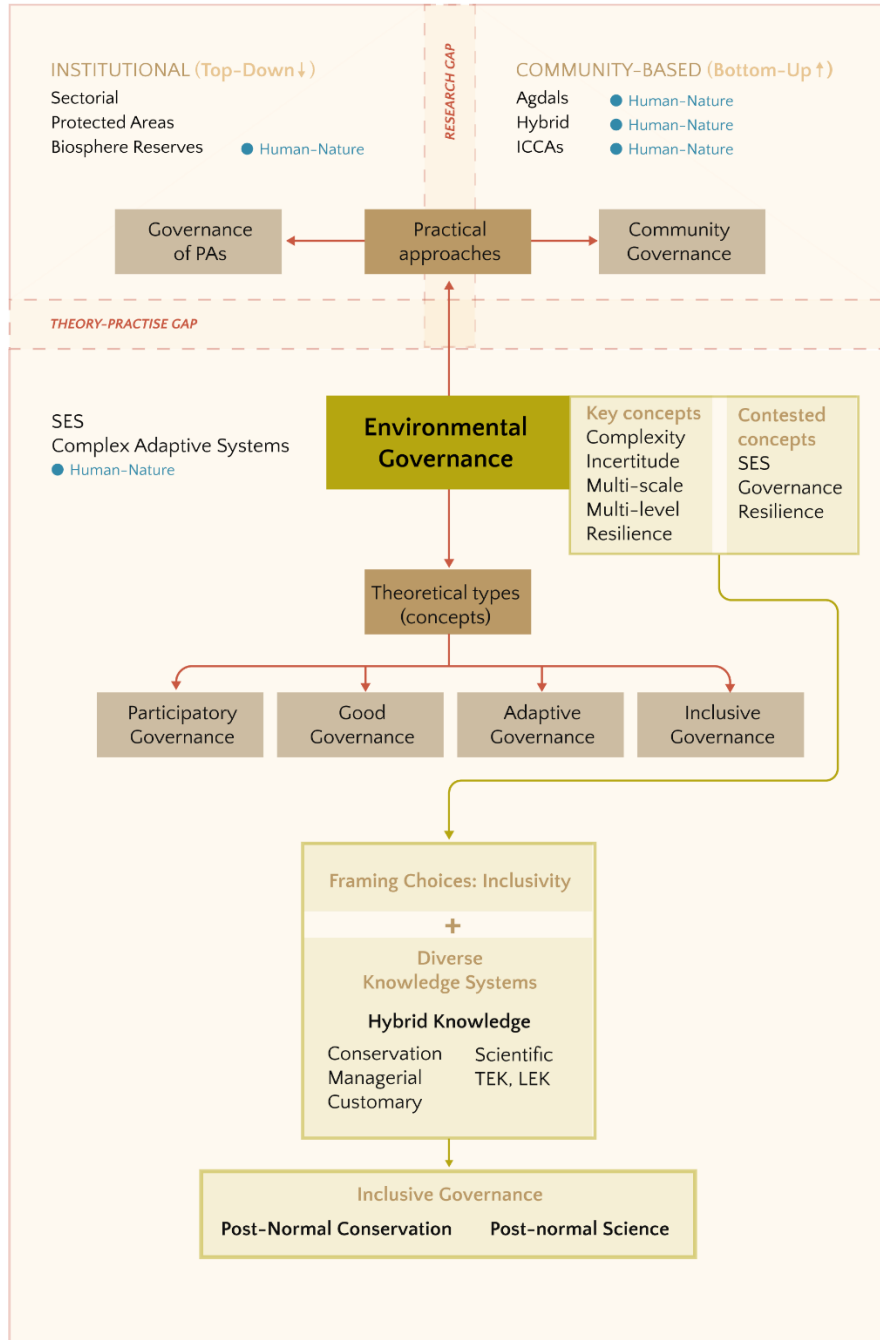 INSTITUTIONAL (Top-Down↓)
Sectorial
Protected Areas
Biosphere Reserves ● Human-Nature
RESEARCH GAP
COMMUNITY-BASED (Bottom-Up↑)
Agdals ● Human-Nature
Hybrid ● Human-Nature
ICCAs ● Human-Nature
Governance
of PAs
Practical
approaches
Community
Governance
THEORY-PRACTISE GAP
SES
Complex Adaptive Systems
● Human-Nature
Environmental
Governance
Key concepts
Complexity
Incertitude
Multi-scale
Multi-level
Resilience
Contested
concepts
SES
Governance
Resilience
Theoretical types
(concepts)
Participatory
Governance
Good
Governance
Adaptive
Governance
Inclusive
Governance
Framing Choices: Inclusivity
+
Diverse
Knowledge Systems
Hybrid Knowledge
Conservation
Managerial
Customary
Scientific
TEK, LEK
Inclusive Governance
Post-Normal Conservation
Post-normal Science